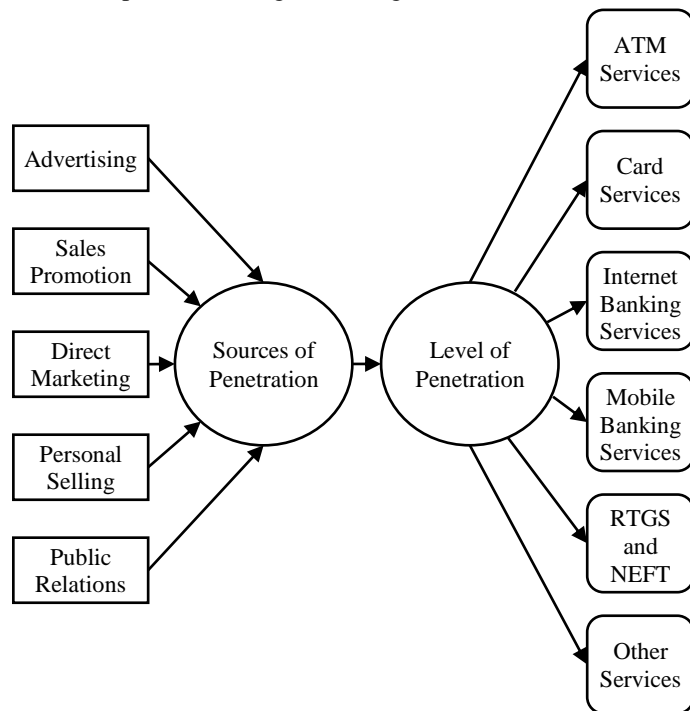 Advertising
Sales
Promotion
Direct
Marketing
Personal
Selling
Public
Relations
Sources of
Penetration
Level of
Penetration
ATM
Services
Card
Services
Internet
Banking
Services
Mobile
Banking
Services
RTGS
and
NEFT
Other
Services